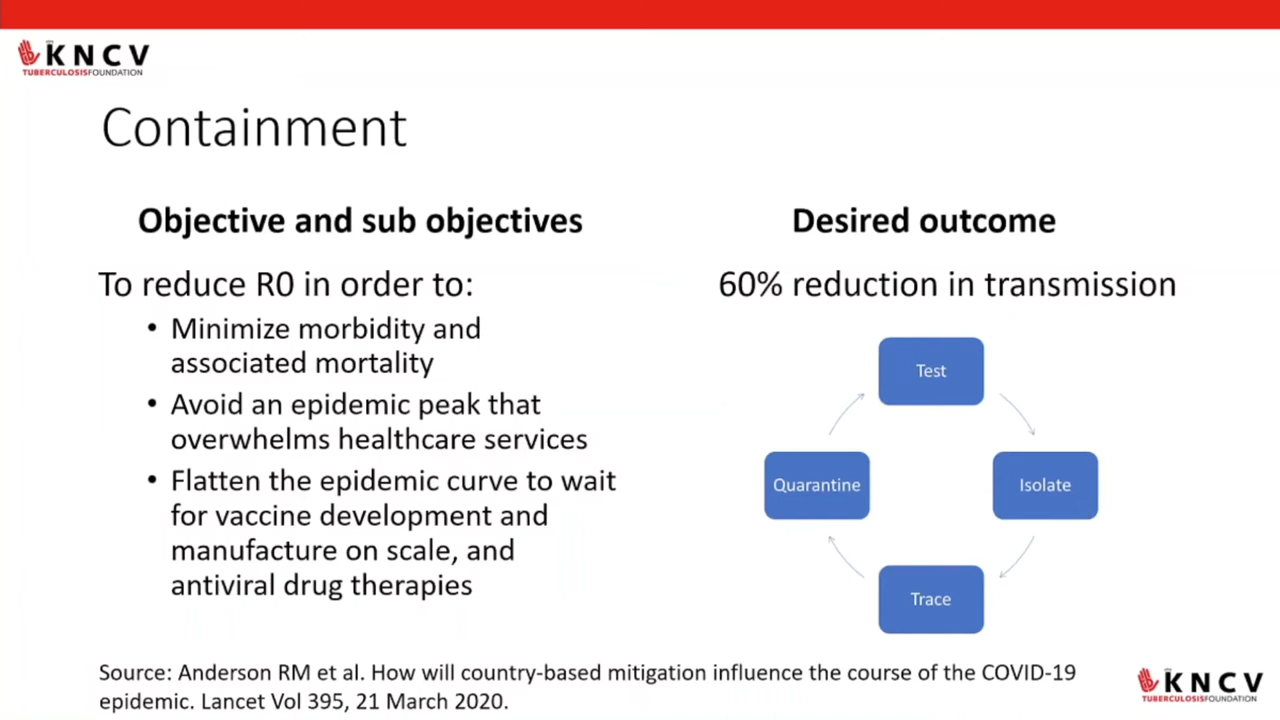 KNCV
TUBERCULOSISFOUNDATION
Containment
Objective and sub objectives
To reduce R0 in order to:
• Minimize morbidity and
associated mortality
• Avoid an epidemic peak that
overwhelms healthcare services
• Flatten the epidemic curve to wait
for vaccine development and
manufacture on scale, and
antiviral drug therapies
Desired outcome
60% reduction in transmission
Test
Isolate
Trace
Quarantine
Source: Anderson RM et al. How will country-based mitigation influence the course of the COVID-19
epidemic. Lancet Vol 395, 21 March 2020.
KNCV
TUBERCULOSISFOUNDATION